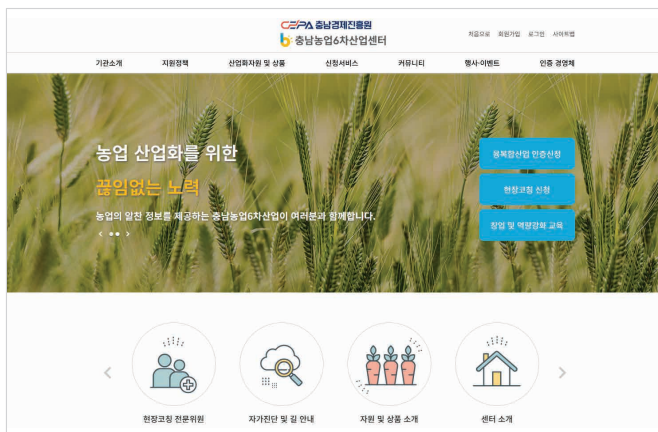 CEPA 충남경제진흥원
충남농업6차산업센터
처음으로 회원가입 로그인 사이트맵
기관소개 지원정책 산업화자원 및 상품 신청서비스 커뮤니티 행사·이벤트 인증 경영체
농업 산업화를 위한
끊임없는 노력
농업의 알찬 정보를 제공하는 충남농업6차산업이 여러분과 함께합니다.
융복합산업 인증신청
현장코칭 신청
창업 및 역량강화 교육
현장코칭 전문위원 자가진단 및 길 안내 자원 및 상품 소개 센터 소개